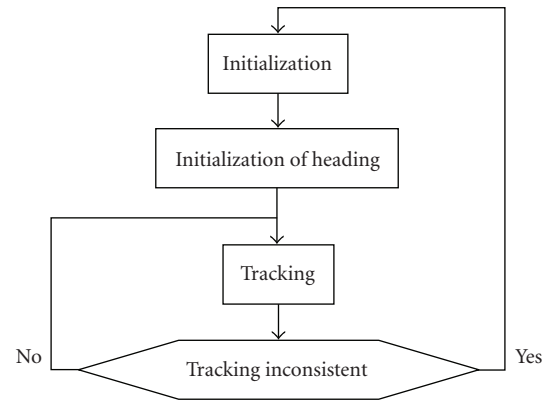 Initialization
Initialization of heading
Tracking
No
Tracking inconsistent
Yes